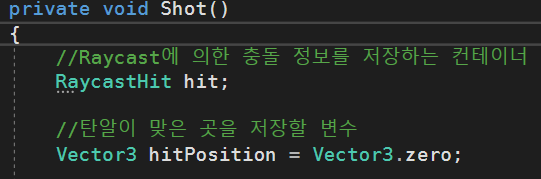 private void Shot()
{
//Raycast에 의한 충돌 정보를 저장하는 컨테이너
RaycastHit hit;
//탄알이 맞은 곳을 저장할 변수
Vector3 hitPosition = Vector3.zero;